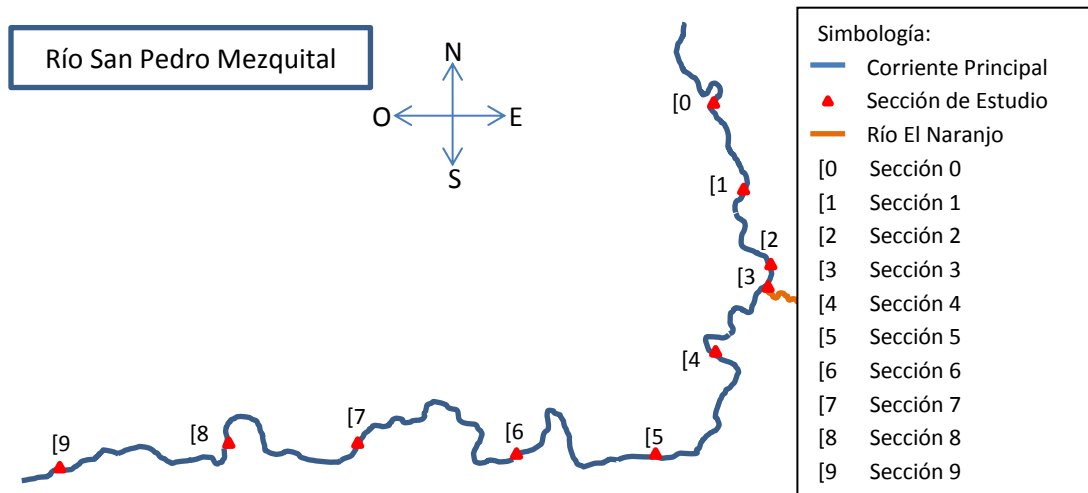 Río San Pedro Mezquital
N
O
E
S
[0
[1
[2
[3
[4
[5
[6
[7
[8
[9
Simbología:
Corriente Principal
Sección de Estudio
Río El Naranjo
[0 Sección 0
[1 Sección 1
[2 Sección 2
[3 Sección 3
[4 Sección 4
[5 Sección 5
[6 Sección 6
[7 Sección 7
[8 Sección 8
[9 Sección 9